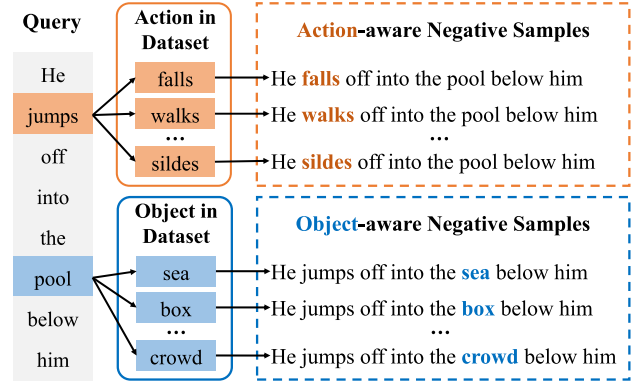 Query
He
jumps
off
into
the
pool
below
him
Action in
Dataset
falls
walks
...
sildes
Action-aware Negative Samples
He falls off into the pool below him
He walks off into the pool below him
...
He sildes off into the pool below him
Object in
Dataset
sea
box
...
crowd
Object-aware Negative Samples
He jumps off into the sea below him
He jumps off into the box below him
...
He jumps off into the crowd below him